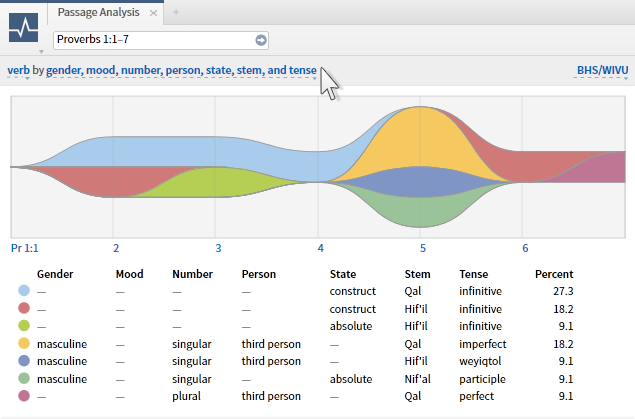 Passage Analysis
Proverbs 1:1–7
verb by gender, mood, number, person, state, stem, and tense
BHS/WIVU
Pr 1:1 2 3 4 5 6
Gender Mood Number Person State Stem Tense Percent
— — — — construct Qal infinitive 27.3
— — — — construct Hif'il infinitive 18.2
— — — — absolute Hif'il infinitive 9.1
masculine — singular third person — Qal imperfect 18.2
masculine — singular third person — Hif'il weyiqtol 9.1
masculine — singular — absolute Nif'al participle 9.1
— — plural third person — Qal perfect 9.1